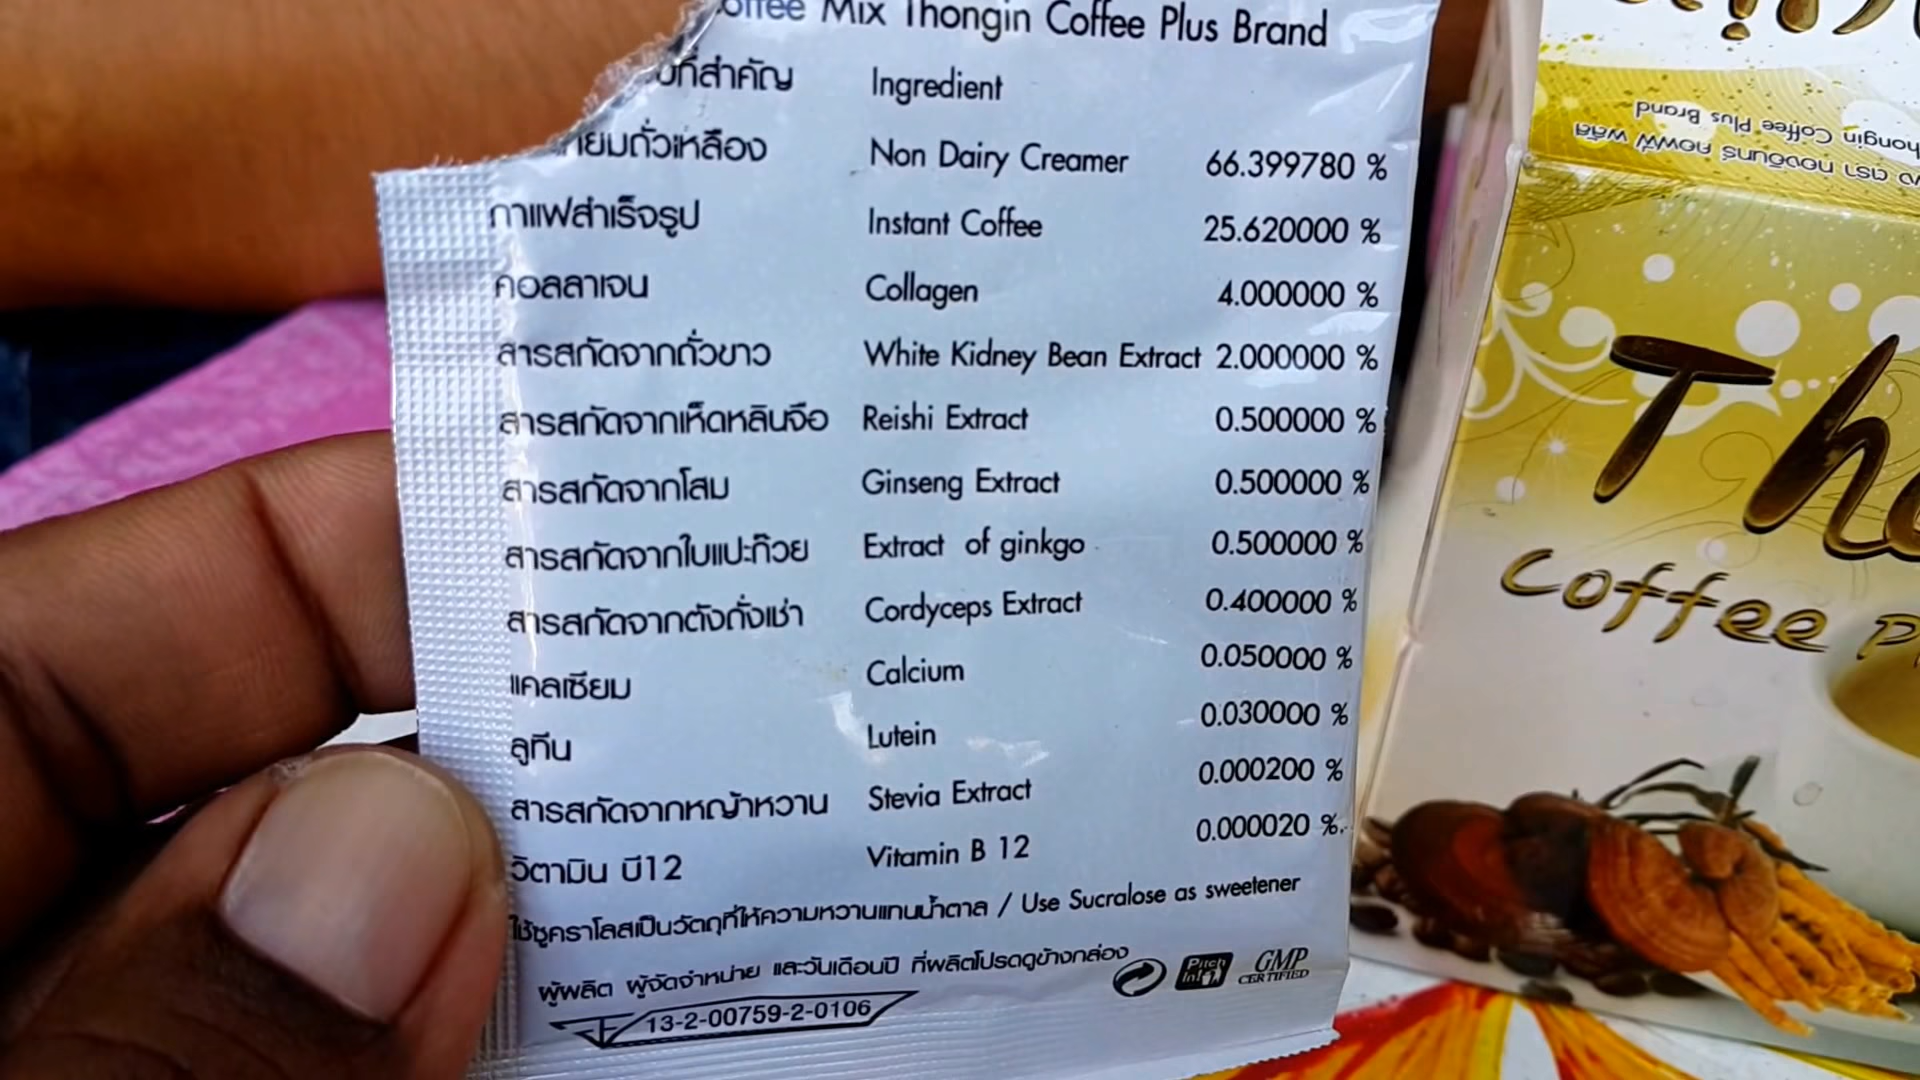 Mix Thongin Coffee Plus Brand
Ingredient
Non Dairy Creamer 66.399780 %
กาแฟสำเร็จรูป Instant Coffee 25.620000 %
คอลลาเจน Collagen 4.000000 %
สารสกัดจากถั่วขาว White Kidney Bean Extract 2.000000 %
สารสกัดจากเห็ดหลินจือ Reishi Extract 0.500000 %
สารสกัดจากโสม Ginseng Extract 0.500000 %
สารสกัดจากใบแปะก๊วย Extract of ginkgo 0.500000 %
สารสกัดจากตังถั่งเช่า Cordyceps Extract 0.400000 %
แคลเซียม Calcium 0.050000 %
ลูทีน Lutein 0.030000 %
สารสกัดจากหญ้าหวาน Stevia Extract 0.000200 %
วิตามิน บี12 Vitamin B 12 0.000020 %
ใช้ซูคราโลสเป็นวัตถุที่ให้ความหวานแทนน้ำตาล / Use Sucralose as sweetener
ผู้ผลิต ผู้จัดจำหน่าย และวันเดือนปี ที่ผลิตโปรดดูข้างกล่อง
Pitch In!
GMP
CERTIFIED
13-2-00759-2-0106
Coffee Plus Brand
ตรา ทองอินทร์ คอฟฟี่ พลัส
Coffee